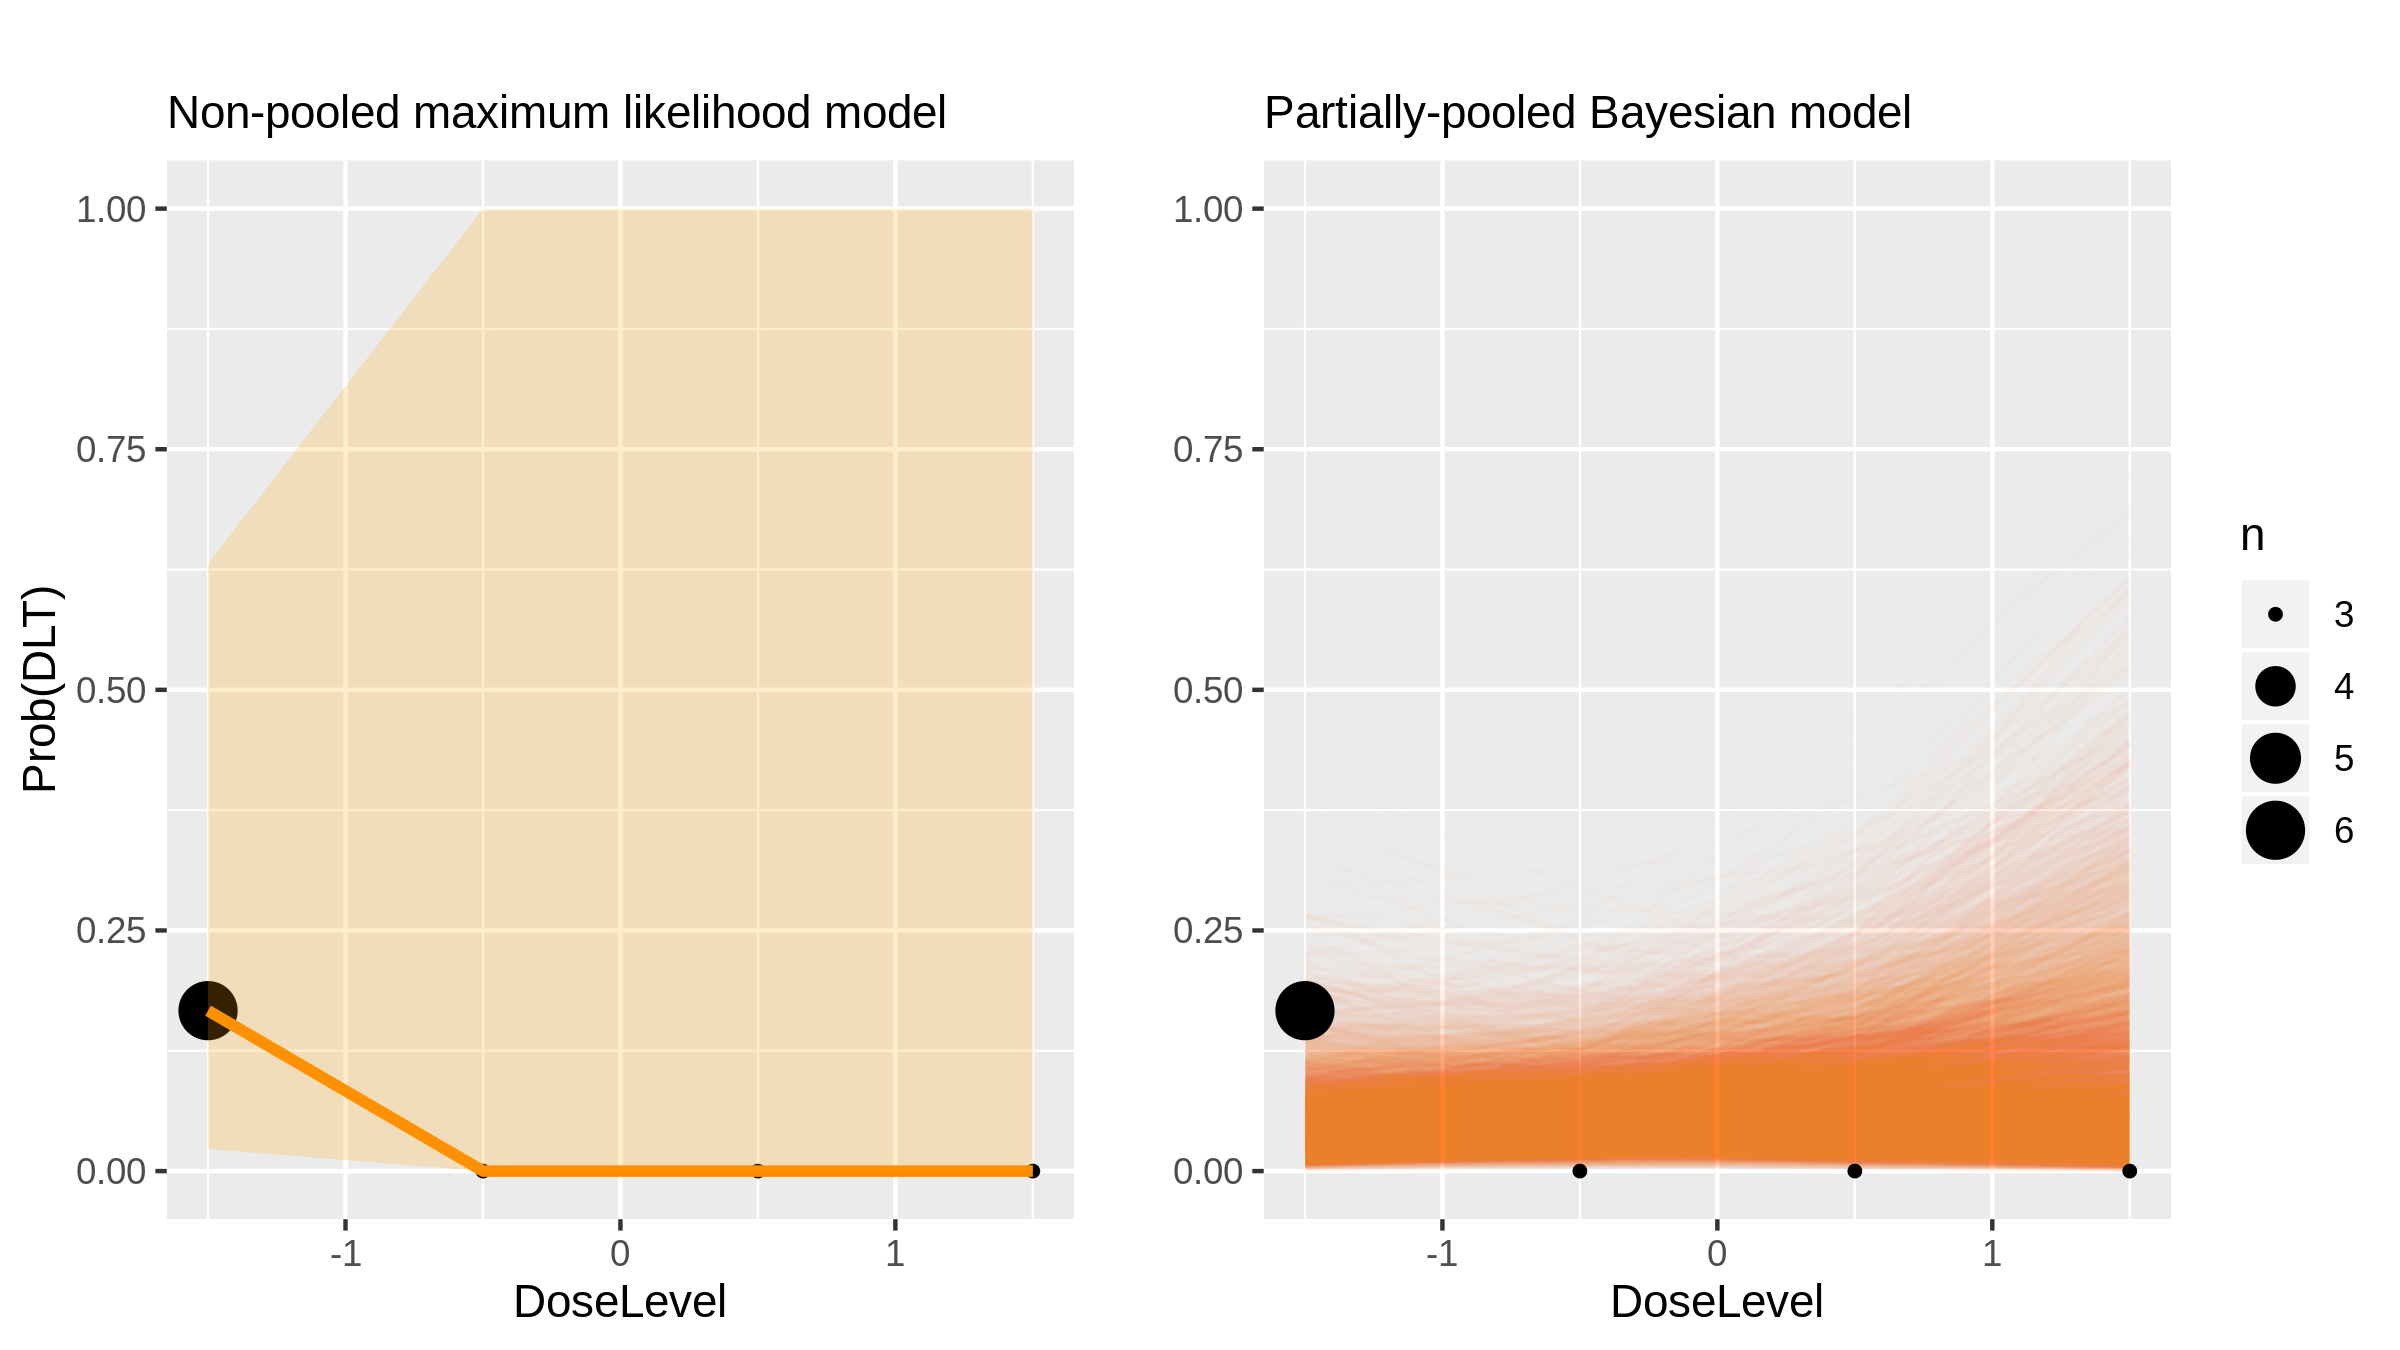 Non-pooled maximum likelihood model
1.00
0.75
0.50
0.25
0.00
Prob(DLT)
-1 0 1
DoseLevel
Partially-pooled Bayesian model
1.00
0.75
0.50
0.25
0.00
-1 0 1
DoseLevel
n
3
4
5
6